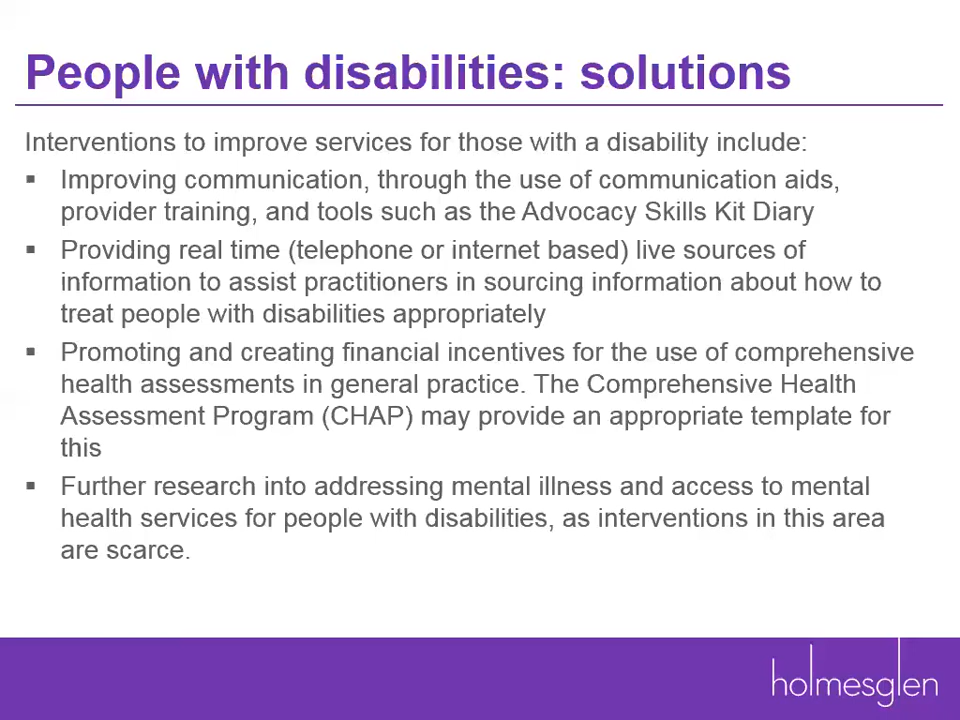 People with disabilities: solutions
Interventions to improve services for those with a disability include:
▪ Improving communication, through the use of communication aids,
provider training, and tools such as the Advocacy Skills Kit Diary
▪ Providing real time (telephone or internet based) live sources of
information to assist practitioners in sourcing information about how to
treat people with disabilities appropriately
▪ Promoting and creating financial incentives for the use of comprehensive
health assessments in general practice. The Comprehensive Health
Assessment Program (CHAP) may provide an appropriate template for
this
▪ Further research into addressing mental illness and access to mental
health services for people with disabilities, as interventions in this area
are scarce.
holmesglen